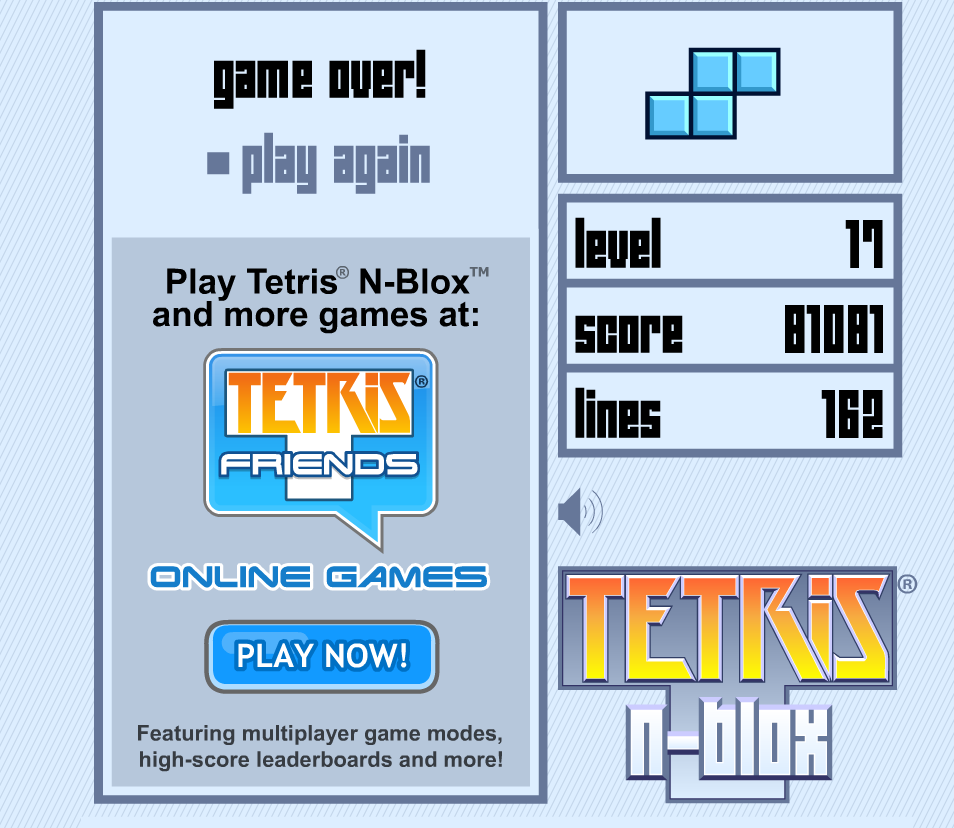 game over!
play again
Play Tetris® N-Blox™
and more games at:
TETRiS®
FRIENDS
ONLINE GAMES
PLAY NOW!
Featuring multiplayer game modes,
high-score leaderboards and more!
level 17
score 81081
lines 162
TETRiS®
n-blox